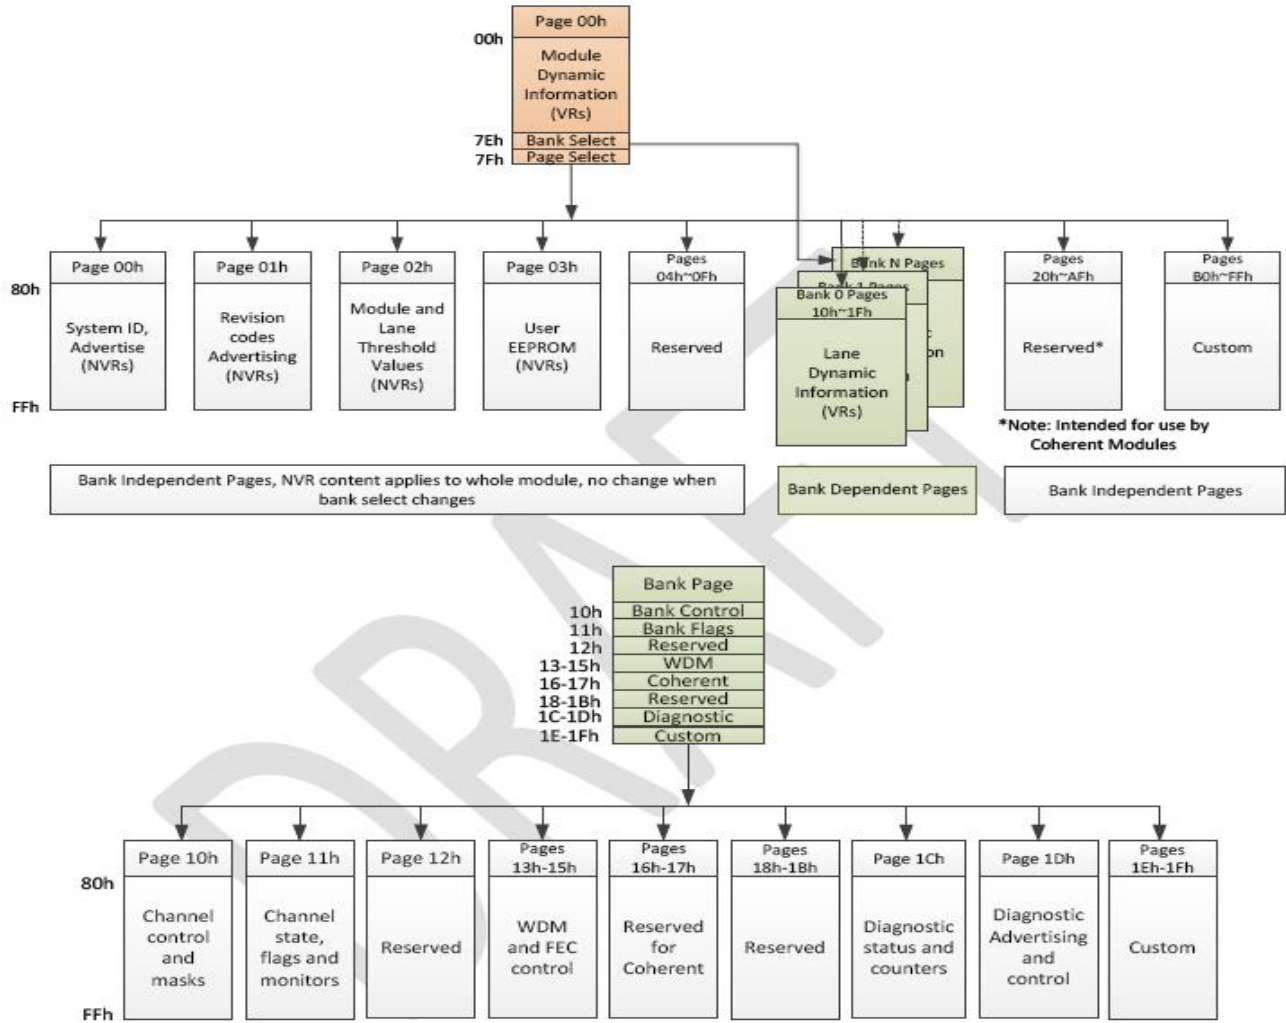 Page 00h
00h
Module
Dynamic
Information
(VRs)
7Eh
Bank Select
7Fh
Page Select
Page 00h
Page 01h
Page 02h
Page 03h
Pages
04h~0Fh
Bank N Pages
Bank 1 Pages
Bank 0 Pages
10h~1Fh
Pages
20h~AFh
Pages
B0h~FFh
80h
System ID,
Advertise
(NVRs)
Revision
codes
Advertising
(NVRs)
Module and
Lane
Threshold
Values
(NVRs)
User
EEPROM
(NVRs)
Reserved
Lane
Dynamic
Information
(VRs)
Reserved*
Custom
FFh
*Note: Intended for use by
Coherent Modules
Bank Independent Pages, NVR content applies to whole module, no change when
bank select changes
Bank Dependent Pages
Bank Independent Pages
Bank Page
10h
Bank Control
11h
Bank Flags
12h
Reserved
13-15h
WDM
16-17h
Coherent
18-1Bh
Reserved
1C-1Dh
Diagnostic
1E-1Fh
Custom
Page 10h
Page 11h
Page 12h
Pages
13h-15h
Pages
16h-17h
Pages
18h-1Bh
Page 1Ch
Page 1Dh
Pages
1Eh-1Fh
80h
Channel
control
and
masks
Channel
state,
flags and
monitors
Reserved
WDM
and FEC
control
Reserved
for
Coherent
Reserved
Diagnostic
status and
counters
Diagnostic
Advertising
and
control
Custom
FFh
DRAFT